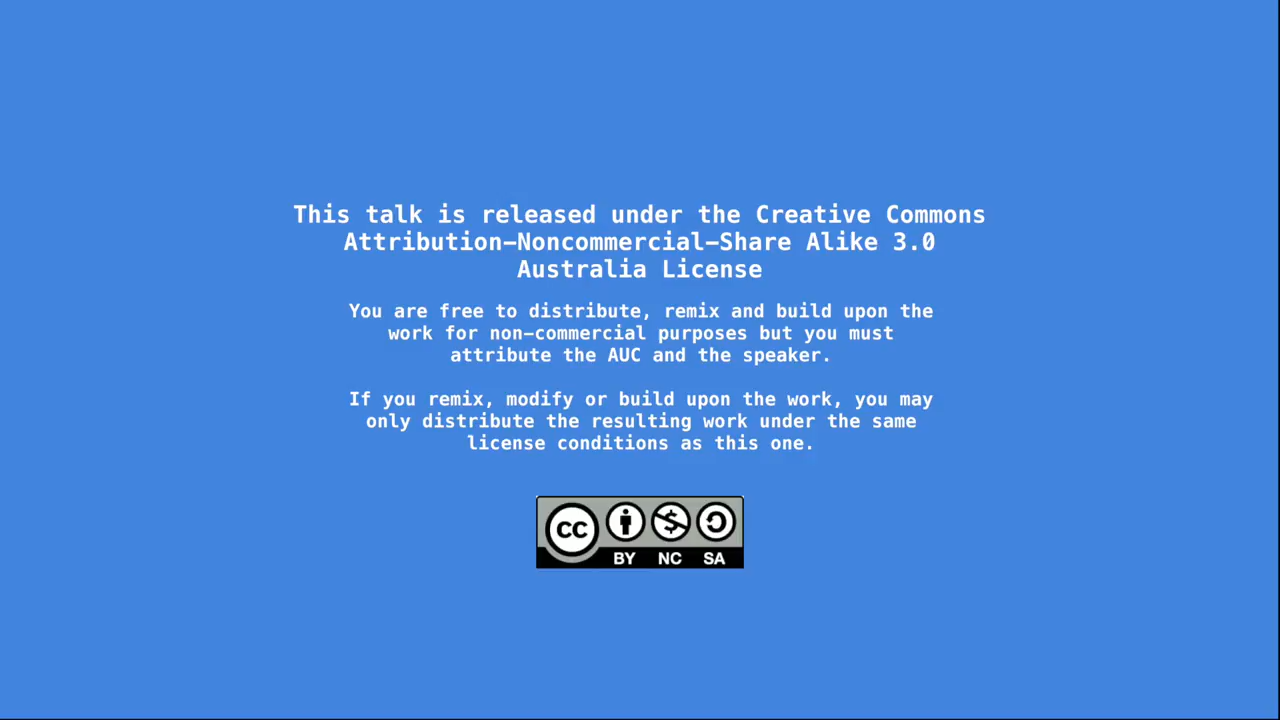 This talk is released under the Creative Commons
Attribution–Noncommercial–Share Alike 3.0
Australia License
You are free to distribute, remix and build upon the
work for non–commercial purposes but you must
attribute the AUC and the speaker.
If you remix, modify or build upon the work, you may
only distribute the resulting work under the same
license conditions as this one.
CC
BY NC SA